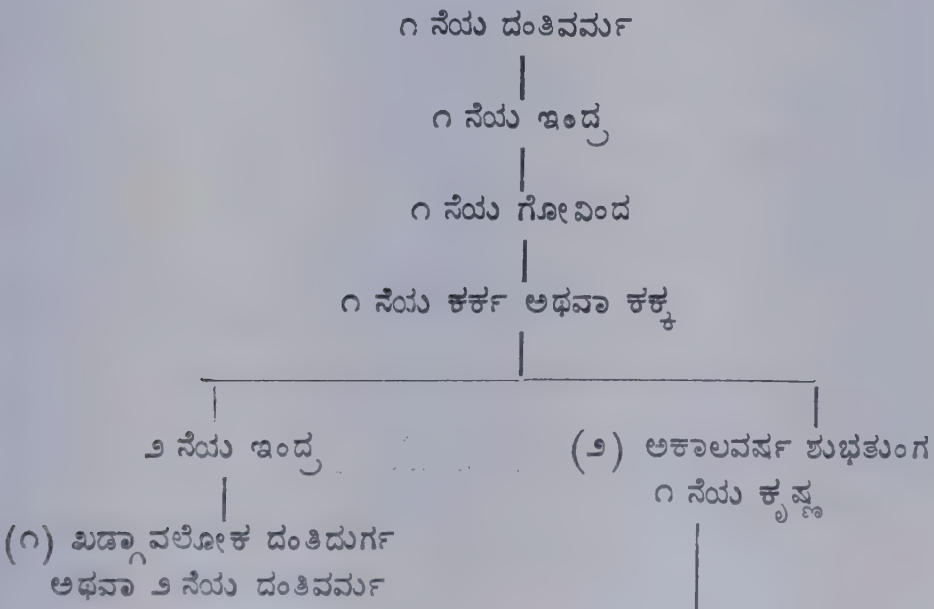 ೧ ನೆಯ ದಂತಿವರ್ಮ
೧ ನೆಯ ಇಂದ್ರ
೧ ನೆಯ ಗೋವಿಂದ
೧ ನೆಯ ಕರ್ಕ ಅಥವಾ ಕಕ್ಕ
೨ ನೆಯ ಇಂದ್ರ
(೨) ಅಕಾಲವರ್ಷ ಶುಭತುಂಗ
೧ ನೆಯ ಕೃಷ್ಣ
(೧) ಖಡ್ಗಾವಲೋಕ ದಂತಿದುರ್ಗ
ಅಥವಾ ೨ ನೆಯ ದಂತಿವರ್ಮ